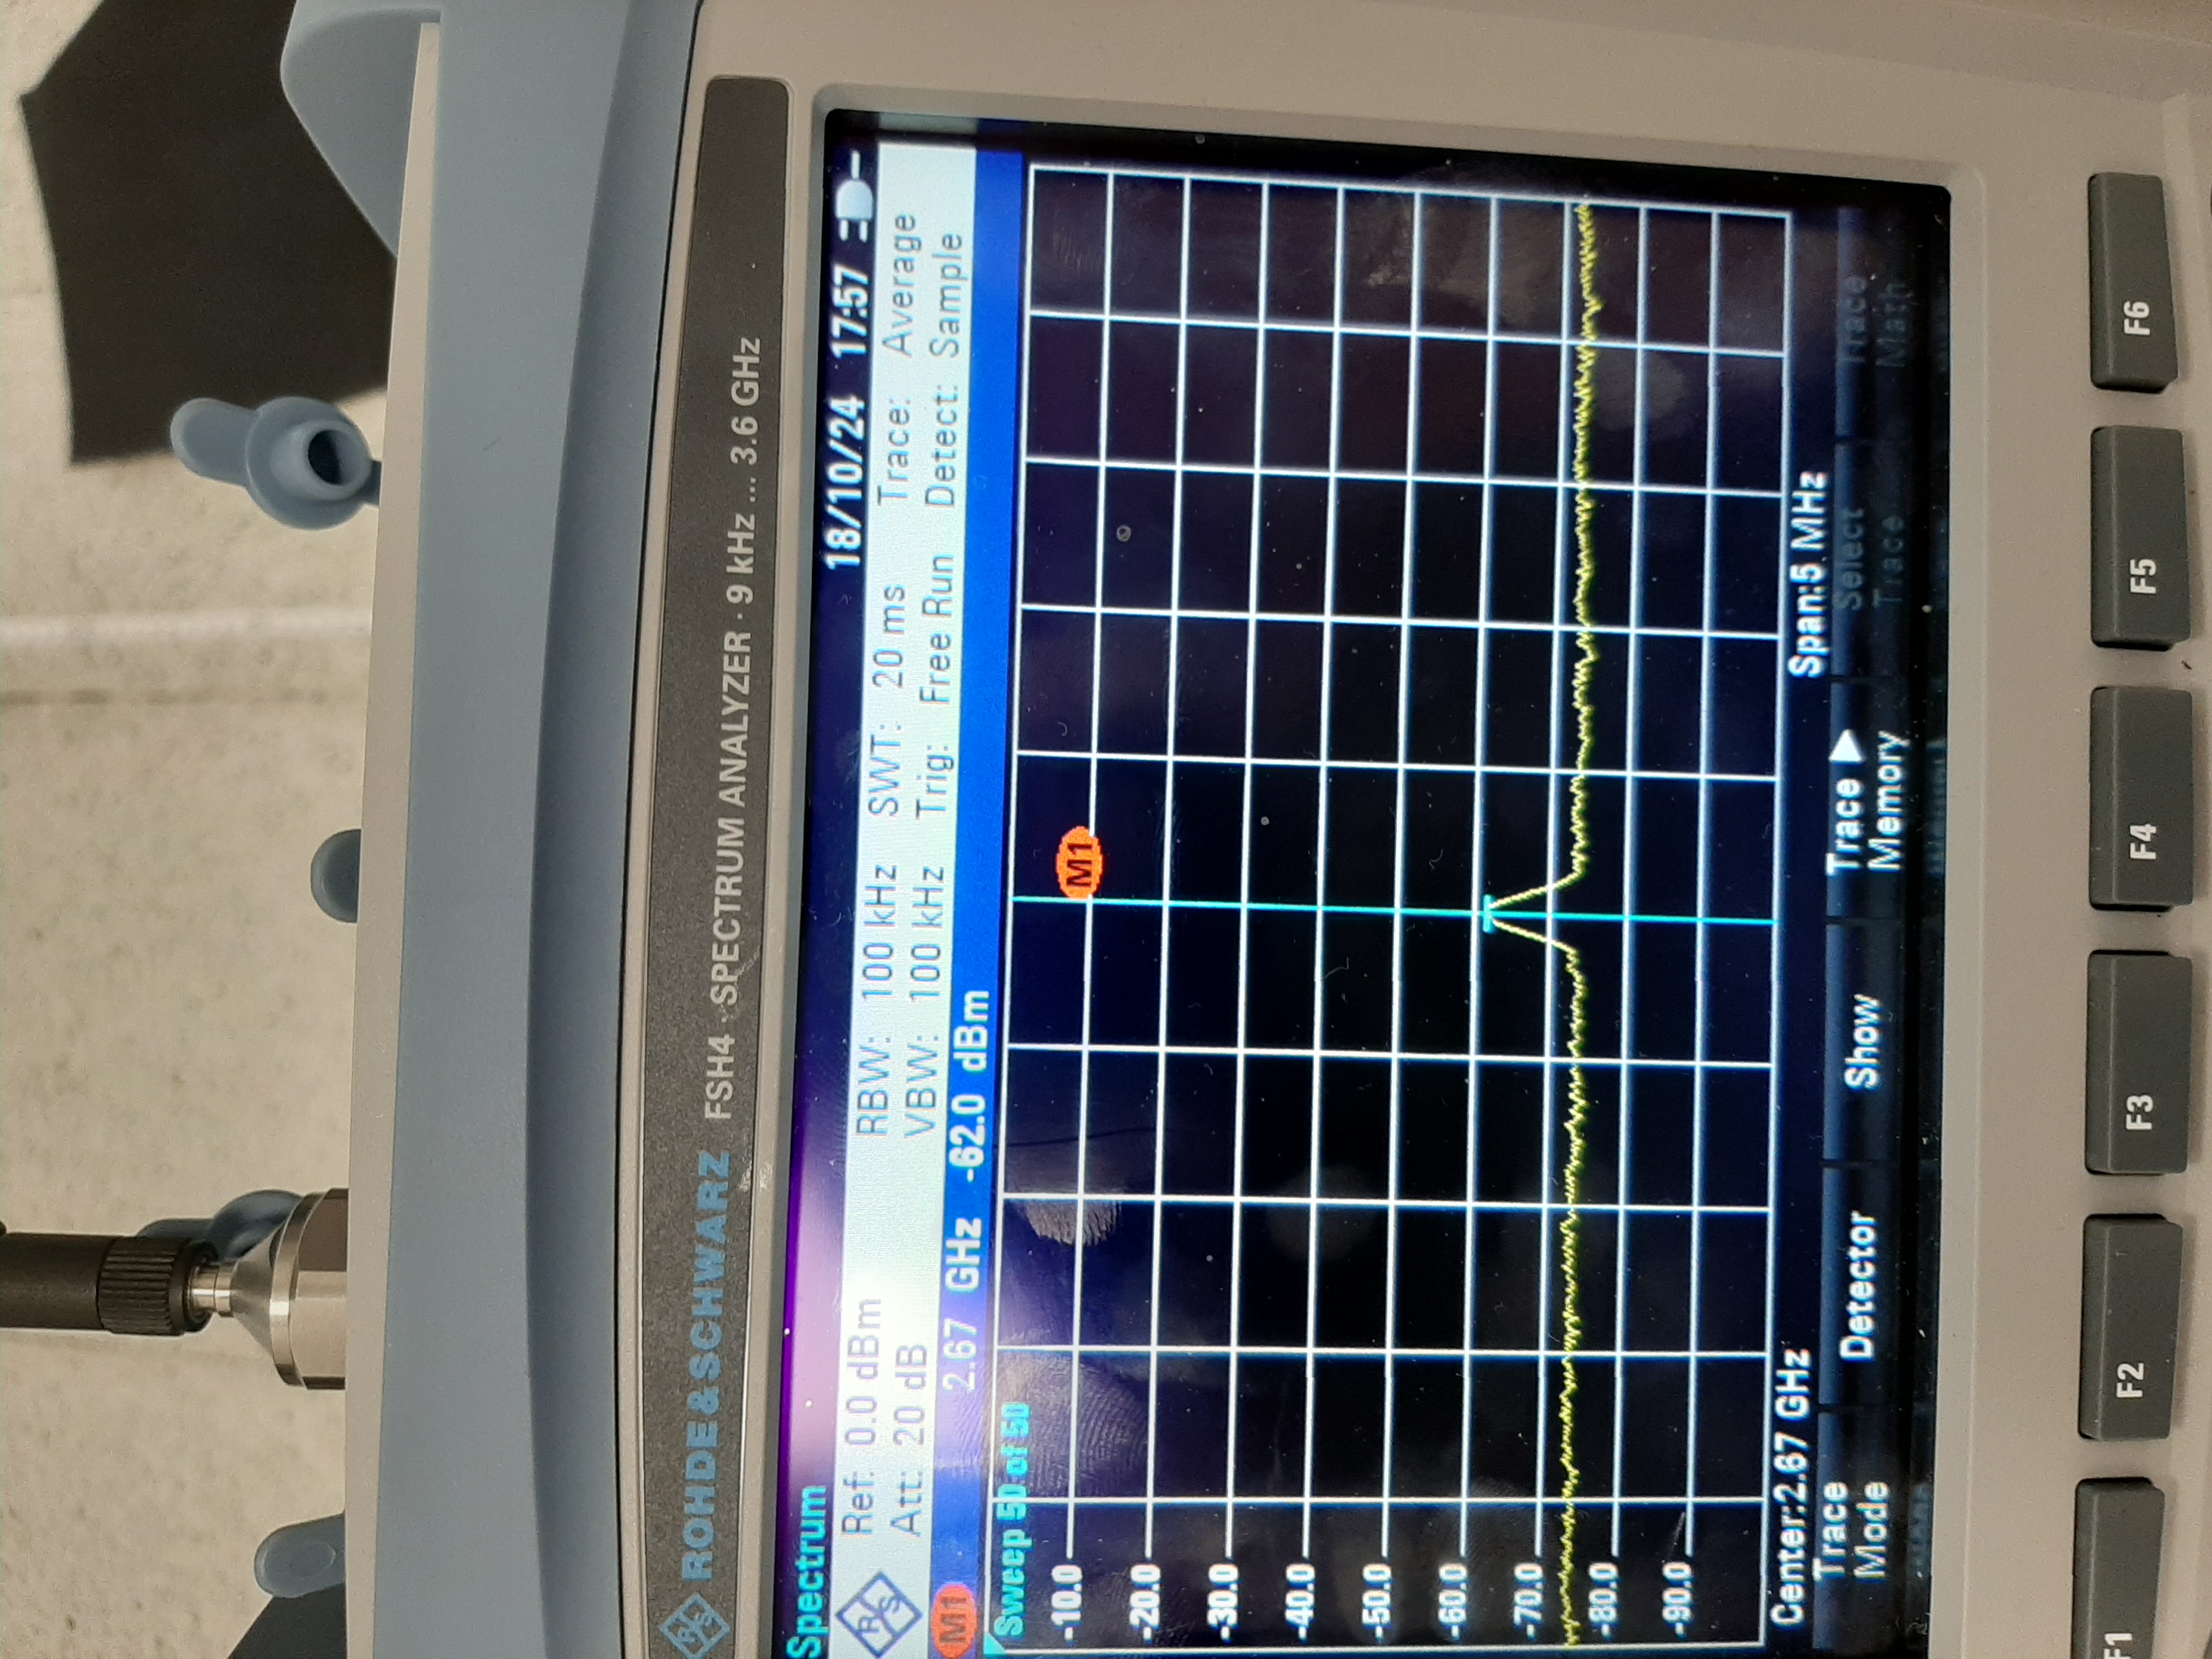 ROHDE&SCHWARZ FSH4 · SPECTRUM ANALYZER · 9 kHz ... 3.6 GHz
Spectrum
18/10/24 17:57
R/S Ref: 0.0 dBm RBW: 100 kHz SWT: 20 ms Trace: Average
Att: 20 dB VBW: 100 kHz Trig: Free Run Detect: Sample
M1 2.67 GHz -62.0 dBm
Sweep 50 of 50
M1
-10.0
-20.0
-30.0
-40.0
-50.0
-60.0
-70.0
-80.0
-90.0
Center:2.67 GHz Span:5 MHz
Trace Mode
Detector
Show
Trace ▶ Memory
Select Trace
Trace Math
F1 F2 F3 F4 F5 F6